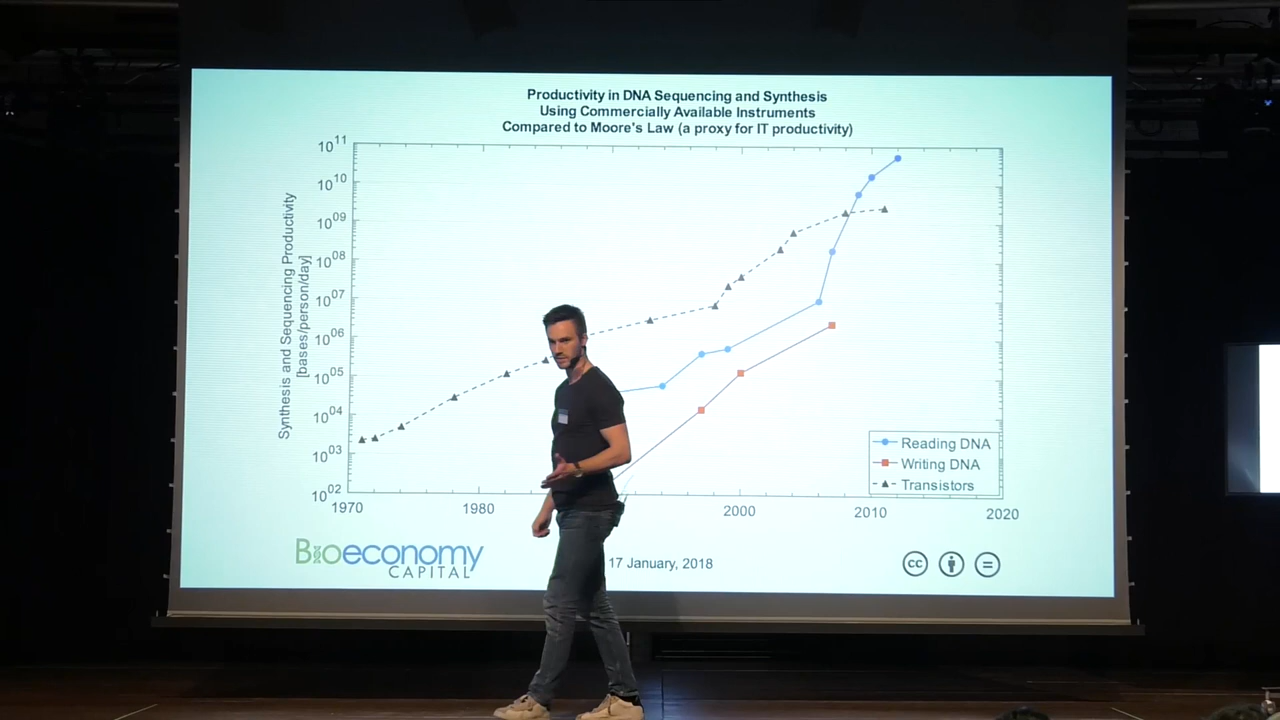 Productivity in DNA Sequencing and Synthesis
Using Commercially Available Instruments
Compared to Moore's Law (a proxy for IT productivity)
Synthesis and Sequencing Productivity
[bases/person/day]
10^11
10^10
10^09
10^08
10^07
10^06
10^05
10^04
10^03
10^02
1970
1980
2000
2010
2020
Reading DNA
Writing DNA
Transistors
Bioeconomy
CAPITAL
17 January, 2018
cc